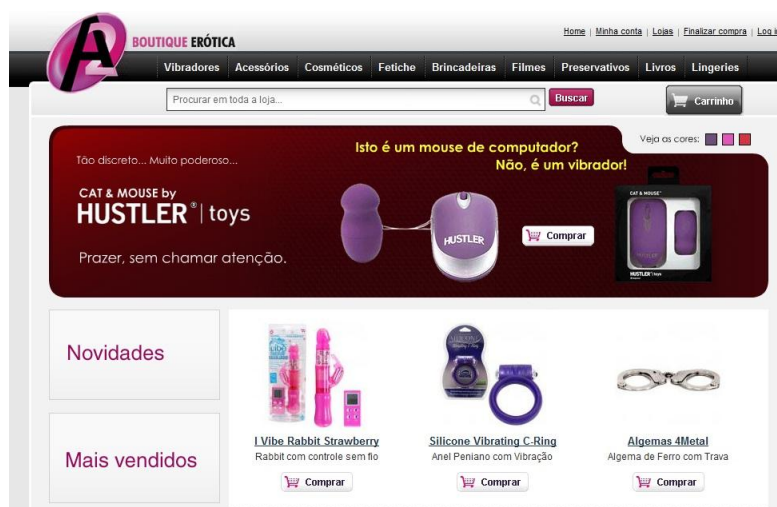 A2
BOUTIQUE ERÓTICA
Home | Minha conta | Lojas | Finalizar compra | Log i
Vibradores Acessórios Cosméticos Fetiche Brincadeiras Filmes Preservativos Livros Lingeries
Procurar em toda a loja...
Buscar
Carrinho
Veja as cores:
Isto é um mouse de computador?
Não, é um vibrador!
Tão discreto... Muito poderoso...
CAT & MOUSE by
HUSTLER® | toys
Prazer, sem chamar atenção.
HUSTLER
Comprar
CAT & MOUSE™
HUSTLER | toys
Novidades
Mais vendidos
I Vibe Rabbit Strawberry
Rabbit com controle sem fio
Comprar
Silicone Vibrating C-Ring
Anel Peniano com Vibração
Comprar
Algemas 4Metal
Algema de Ferro com Trava
Comprar